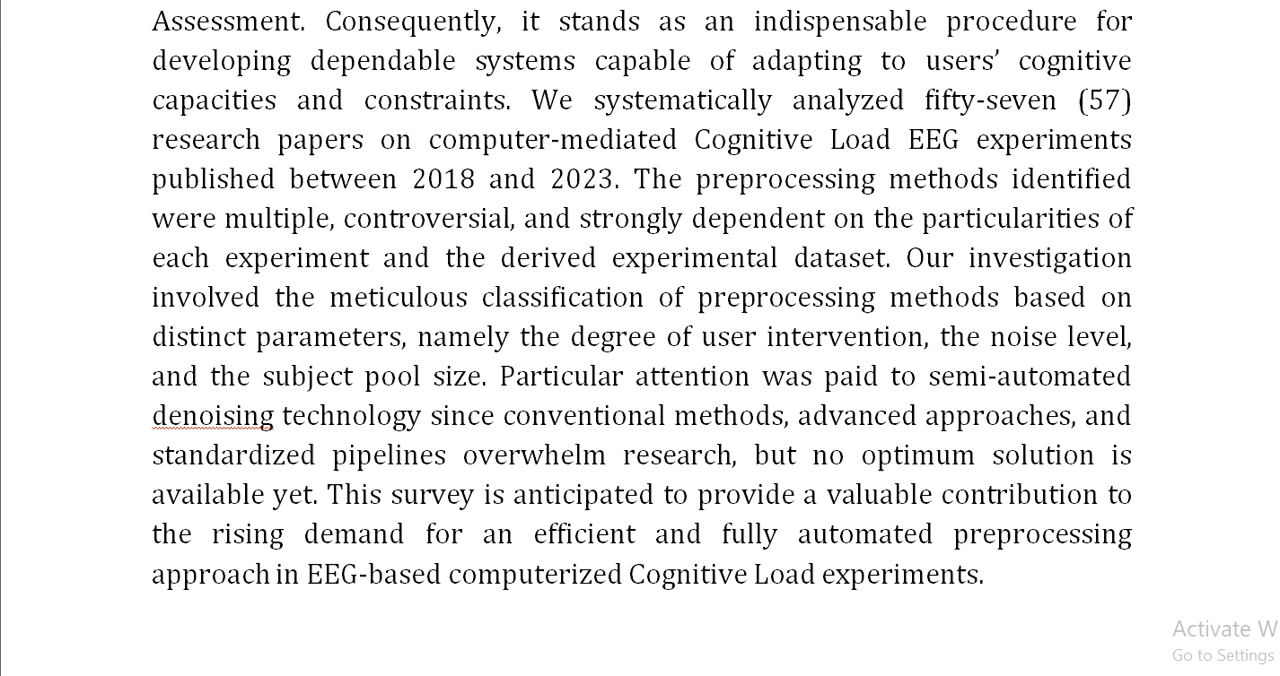 Assessment. Consequently, it stands as an indispensable procedure for
developing dependable systems capable of adapting to users’ cognitive
capacities and constraints. We systematically analyzed fifty-seven (57)
research papers on computer-mediated Cognitive Load EEG experiments
published between 2018 and 2023. The preprocessing methods identified
were multiple, controversial, and strongly dependent on the particularities of
each experiment and the derived experimental dataset. Our investigation
involved the meticulous classification of preprocessing methods based on
distinct parameters, namely the degree of user intervention, the noise level,
and the subject pool size. Particular attention was paid to semi-automated
denoising technology since conventional methods, advanced approaches, and
standardized pipelines overwhelm research, but no optimum solution is
available yet. This survey is anticipated to provide a valuable contribution to
the rising demand for an efficient and fully automated preprocessing
approach in EEG-based computerized Cognitive Load experiments.
Activate W
Go to Settings